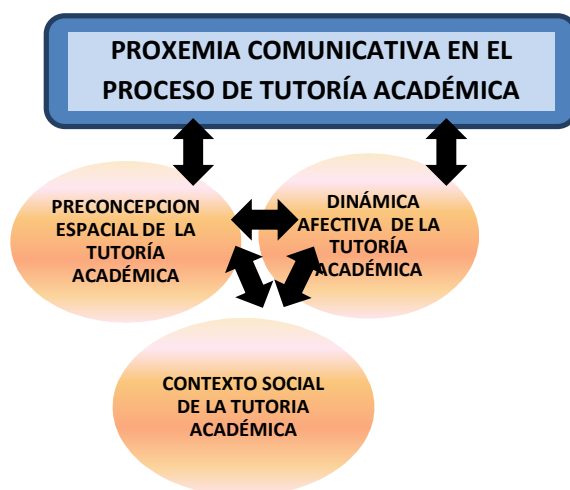 PROXEMIA COMUNICATIVA EN EL
PROCESO DE TUTORÍA ACADÉMICA
PRECONCEPCION
ESPACIAL DE LA
TUTORÍA
ACADÉMICA
DINÁMICA
AFECTIVA DE LA
TUTORÍA
ACADÉMICA
CONTEXTO SOCIAL
DE LA TUTORIA
ACADÉMICA